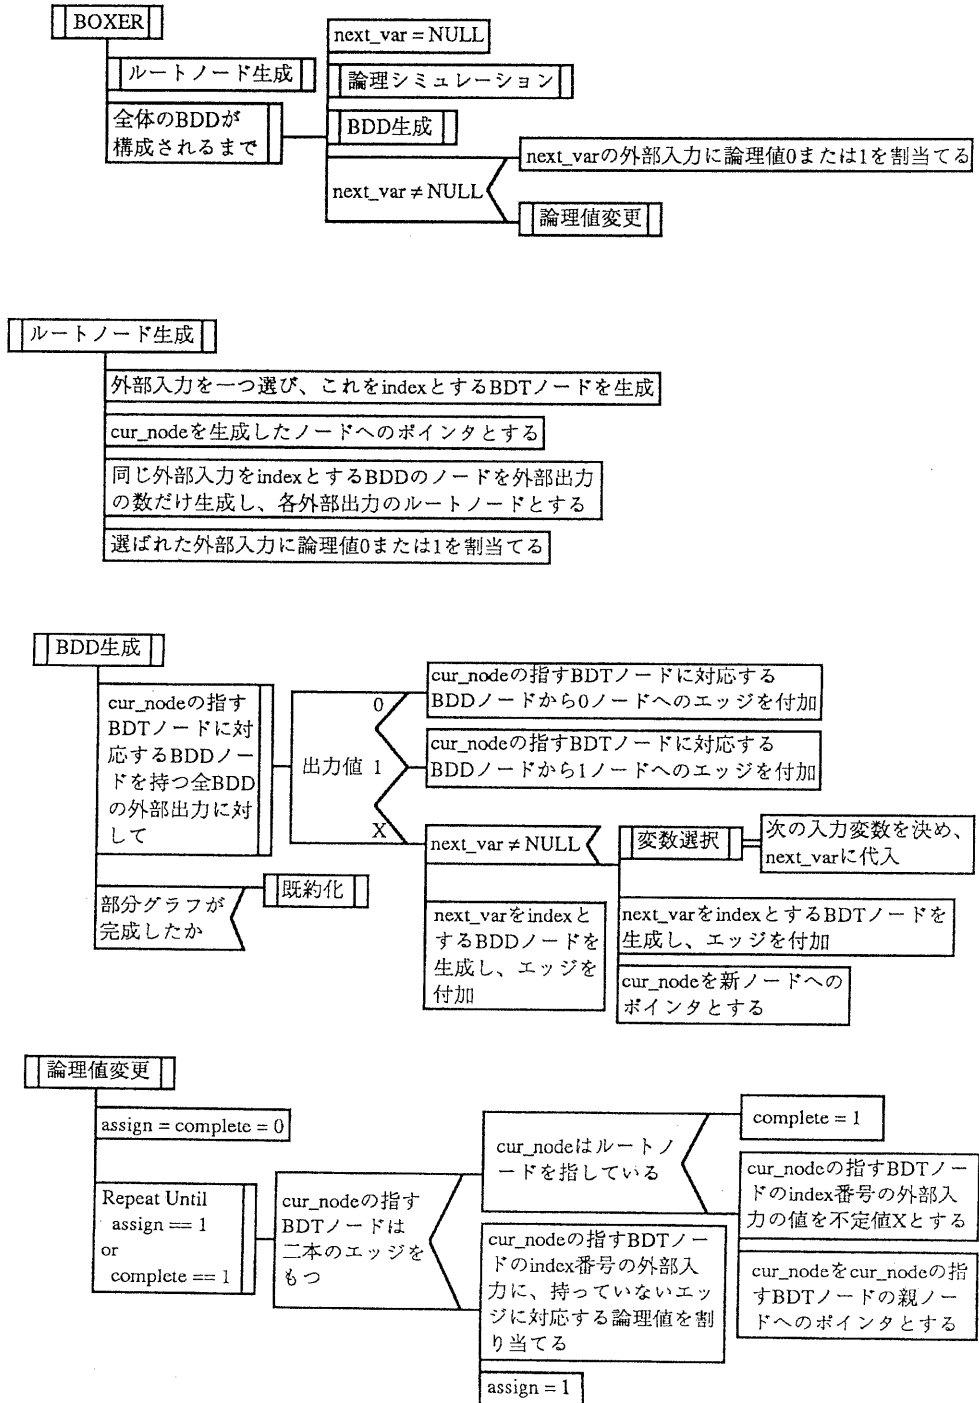 BOXER
ルートノード生成
全体のBDDが
構成されるまで
next_var = NULL
論理シミュレーション
BDD生成
next_var ≠ NULL
next_varの外部入力に論理値0または1を割当てる
論理値変更
ルートノード生成
外部入力を一つ選び、これをindexとするBDTノードを生成
cur_nodeを生成したノードへのポインタとする
同じ外部入力をindexとするBDDのノードを外部出力
の数だけ生成し、各外部出力のルートノードとする
選ばれた外部入力に論理値0または1を割当てる
BDD生成
cur_nodeの指す
BDTノードに対
応するBDDノー
ドを持つ全BDD
の外部出力に対
して
出力値
0
1
X
cur_nodeの指すBDTノードに対応する
BDDノードから0ノードへのエッジを付加
cur_nodeの指すBDTノードに対応する
BDDノードから1ノードへのエッジを付加
next_var ≠ NULL
変数選択
次の入力変数を決め、
next_varに代入
next_varをindexとするBDTノードを
生成し、エッジを付加
cur_nodeを新ノードへの
ポインタとする
next_varをindexと
するBDDノードを
生成し、エッジを
付加
部分グラフが
完成したか
既約化
論理値変更
assign = complete = 0
Repeat Until
assign == 1
or
complete == 1
cur_nodeの指す
BDTノードは
二本のエッジを
もつ
cur_nodeはルートノ
ードを指している
complete = 1
cur_nodeの指すBDTノー
ドのindex番号の外部入
力の値を不定値Xとする
cur_nodeをcur_nodeの指
すBDTノードの親ノー
ドへのポインタとする
cur_nodeの指すBDTノー
ドのindex番号の外部入
力に、持っていないエッ
ジに対応する論理値を割
り当てる
assign = 1